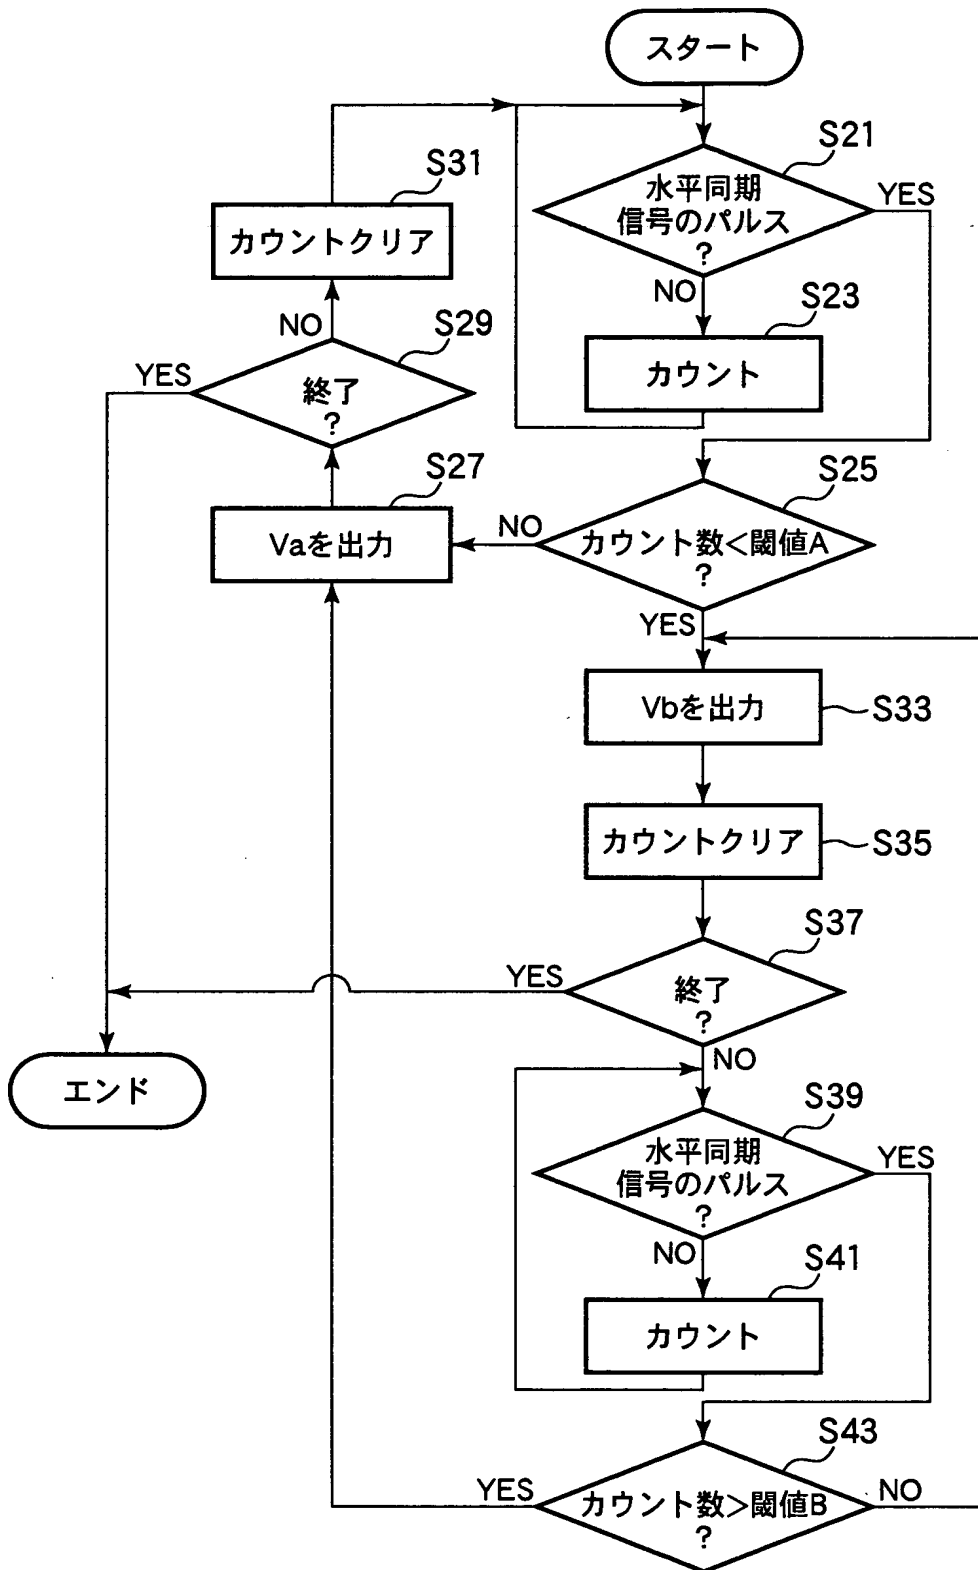 スタート
S21
水平同期
信号のパルス
?
YES
NO
S23
カウント
S31
カウントクリア
NO
S29
YES
終了
?
S27
Vaを出力
S25
NO
カウント数<閾値A
?
YES
Vbを出力
S33
カウントクリア
S35
S37
YES
終了
?
NO
エンド
S39
水平同期
信号のパルス
?
YES
NO
S41
カウント
S43
YES
カウント数>閾値B
?
NO